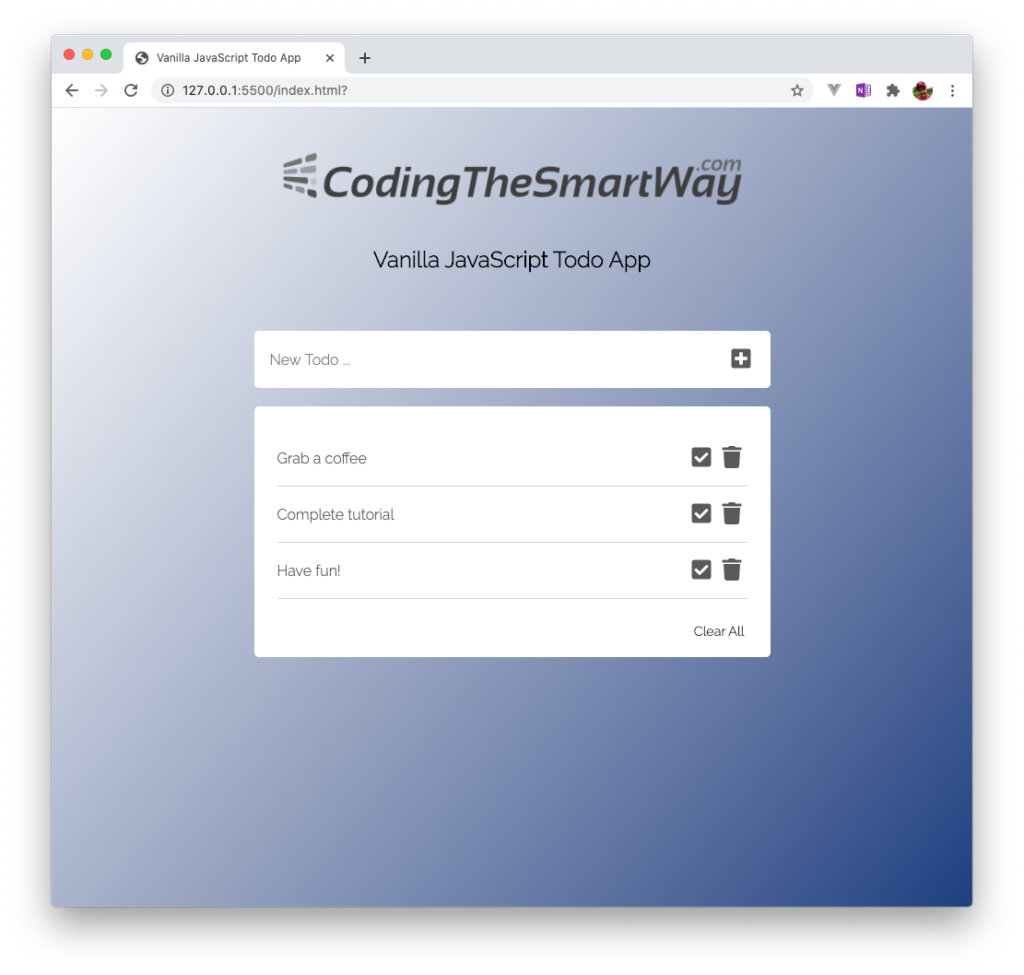 Vanilla JavaScript Todo App
127.0.0.1:5500/index.html?
N
CodingTheSmartWay.com
Vanilla JavaScript Todo App
New Todo ...
Grab a coffee
Complete tutorial
Have fun!
Clear All